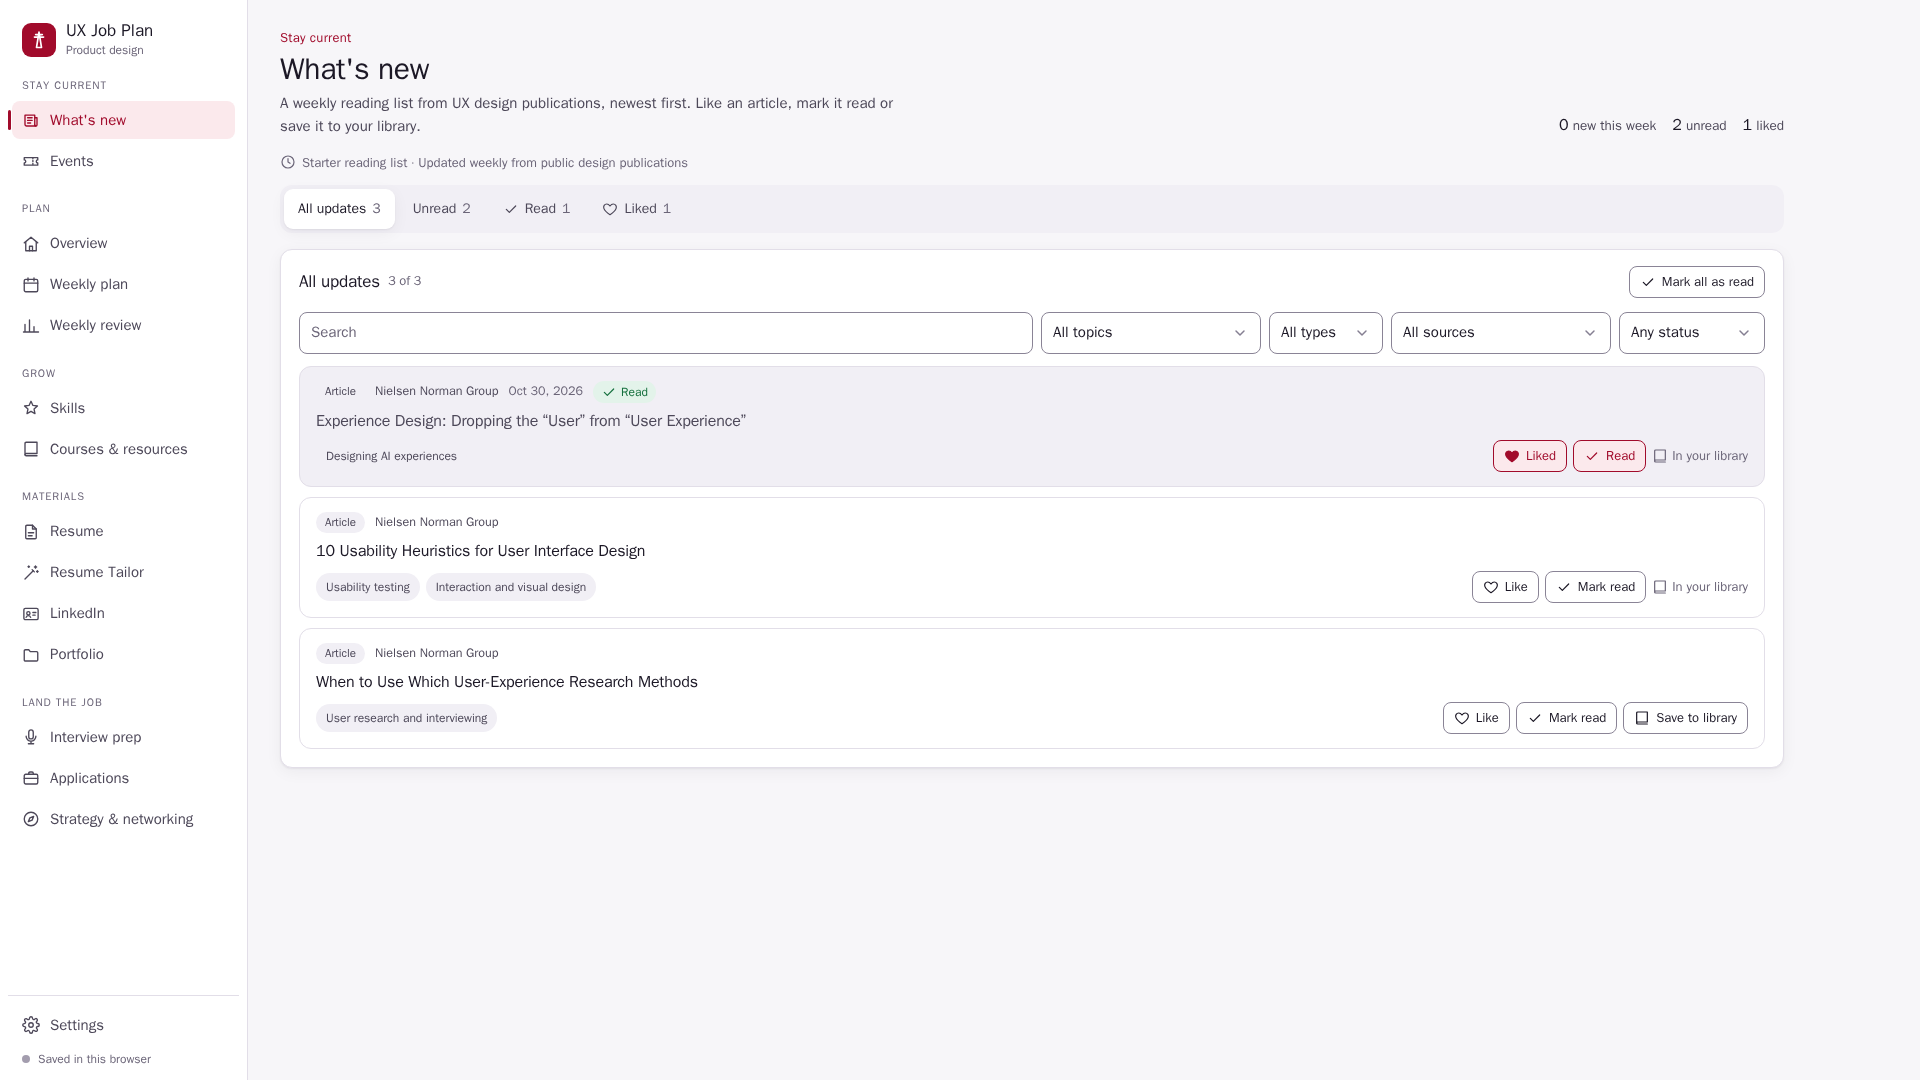 UX Job Plan
Product design
STAY CURRENT
What's new
Events
PLAN
Overview
Weekly plan
Weekly review
GROW
Skills
Courses & resources
MATERIALS
Resume
Resume Tailor
LinkedIn
Portfolio
LAND THE JOB
Interview prep
Applications
Strategy & networking
Settings
Saved in this browser
Stay current
What's new
A weekly reading list from UX design publications, newest first. Like an article, mark it read or
save it to your library.
0 new this week 2 unread 1 liked
Starter reading list · Updated weekly from public design publications
All updates 3 Unread 2 Read 1 Liked 1
All updates 3 of 3 Mark all as read
Search All topics All types All sources Any status
Article Nielsen Norman Group Oct 30, 2026 Read
Experience Design: Dropping the “User” from “User Experience”
Designing AI experiences Liked Read In your library
Article Nielsen Norman Group
10 Usability Heuristics for User Interface Design
Usability testing Interaction and visual design Like Mark read In your library
Article Nielsen Norman Group
When to Use Which User-Experience Research Methods
User research and interviewing Like Mark read Save to library